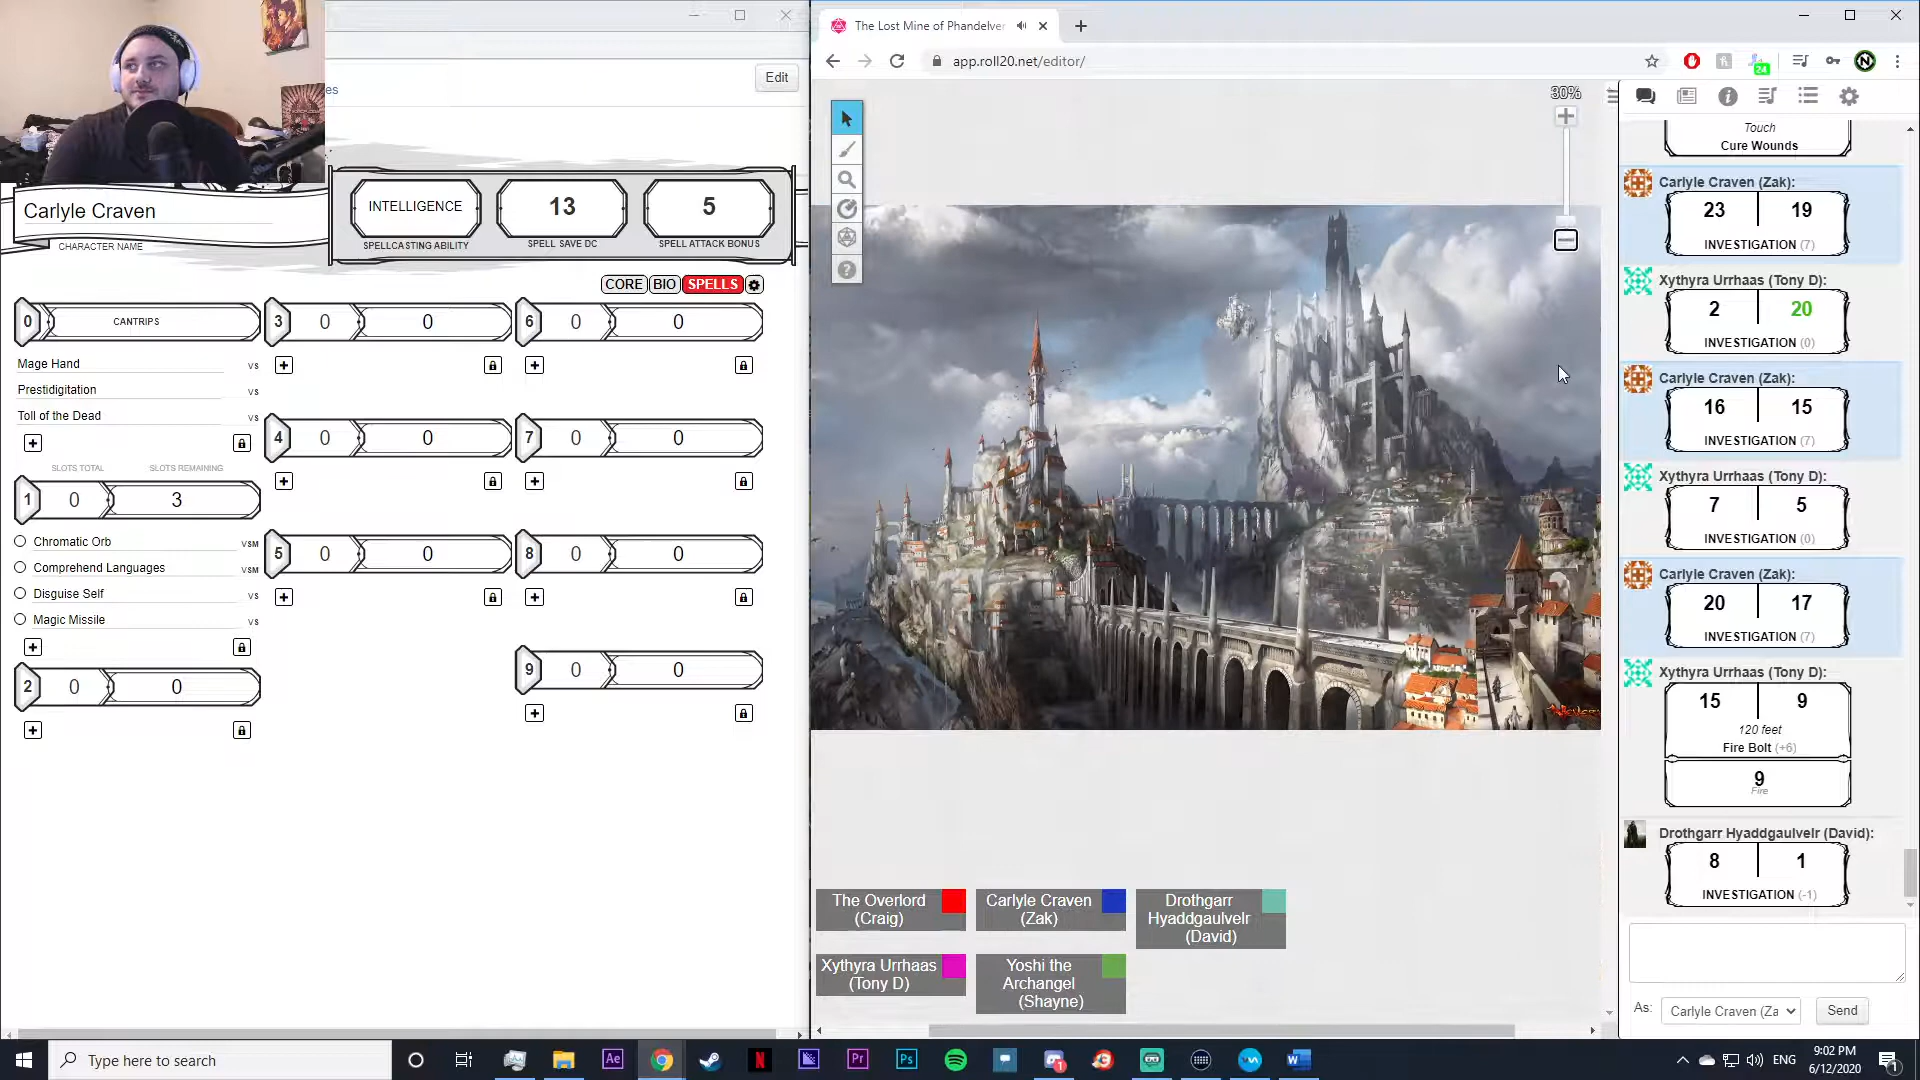 es
Edit
Carlyle Craven
CHARACTER NAME
INTELLIGENCE
SPELLCASTING ABILITY
13
SPELL SAVE DC
5
SPELL ATTACK BONUS
CORE
BIO
SPELLS
0 CANTRIPS
Mage Hand VS
Prestidigitation VS
Toll of the Dead VS
SLOTS TOTAL SLOTS REMAINING
1 0 3
Chromatic Orb VSM
Comprehend Languages VSM
Disguise Self VS
Magic Missile VS
2 0 0
3 0 0
4 0 0
5 0 0
6 0 0
7 0 0
8 0 0
9 0 0
The Lost Mine of Phandelver
app.roll20.net/editor/
24
N
30%
The Overlord
(Craig)
Carlyle Craven
(Zak)
Drothgarr
Hyaddgaulvelr
(David)
Xythyra Urrhaas
(Tony D)
Yoshi the
Archangel
(Shayne)
Touch
Cure Wounds
Carlyle Craven (Zak):
23 19
INVESTIGATION (7)
Xythyra Urrhaas (Tony D):
2 20
INVESTIGATION (0)
Carlyle Craven (Zak):
16 15
INVESTIGATION (7)
Xythyra Urrhaas (Tony D):
7 5
INVESTIGATION (0)
Carlyle Craven (Zak):
20 17
INVESTIGATION (7)
Xythyra Urrhaas (Tony D):
15 9
120 feet
Fire Bolt (+6)
9
Fire
Drothgarr Hyaddgaulvelr (David):
8 1
INVESTIGATION (-1)
As:
Carlyle Craven (Za
Send
Type here to search
Ae
Pr
Ps
ENG
9:02 PM
6/12/2020